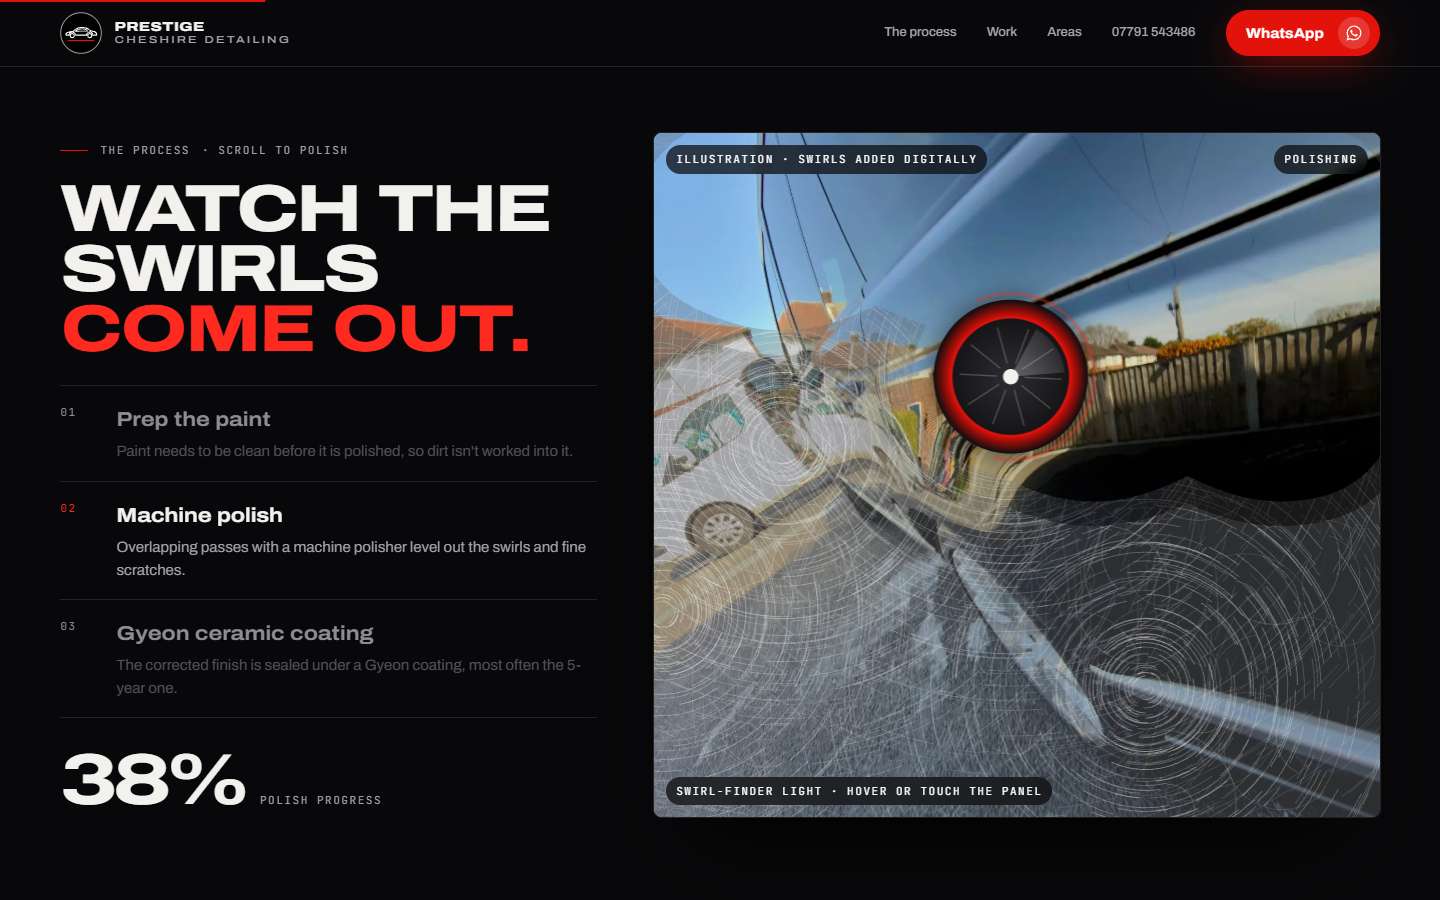 PRESTIGE
CHESHIRE DETAILING
The process
Work
Areas
07791 543486
WhatsApp
THE PROCESS · SCROLL TO POLISH
WATCH THE
SWIRLS
COME OUT.
01
Prep the paint
Paint needs to be clean before it is polished, so dirt isn't worked into it.
02
Machine polish
Overlapping passes with a machine polisher level out the swirls and fine
scratches.
03
Gyeon ceramic coating
The corrected finish is sealed under a Gyeon coating, most often the 5-
year one.
38%
POLISH PROGRESS
ILLUSTRATION · SWIRLS ADDED DIGITALLY
POLISHING
SWIRL-FINDER LIGHT · HOVER OR TOUCH THE PANEL